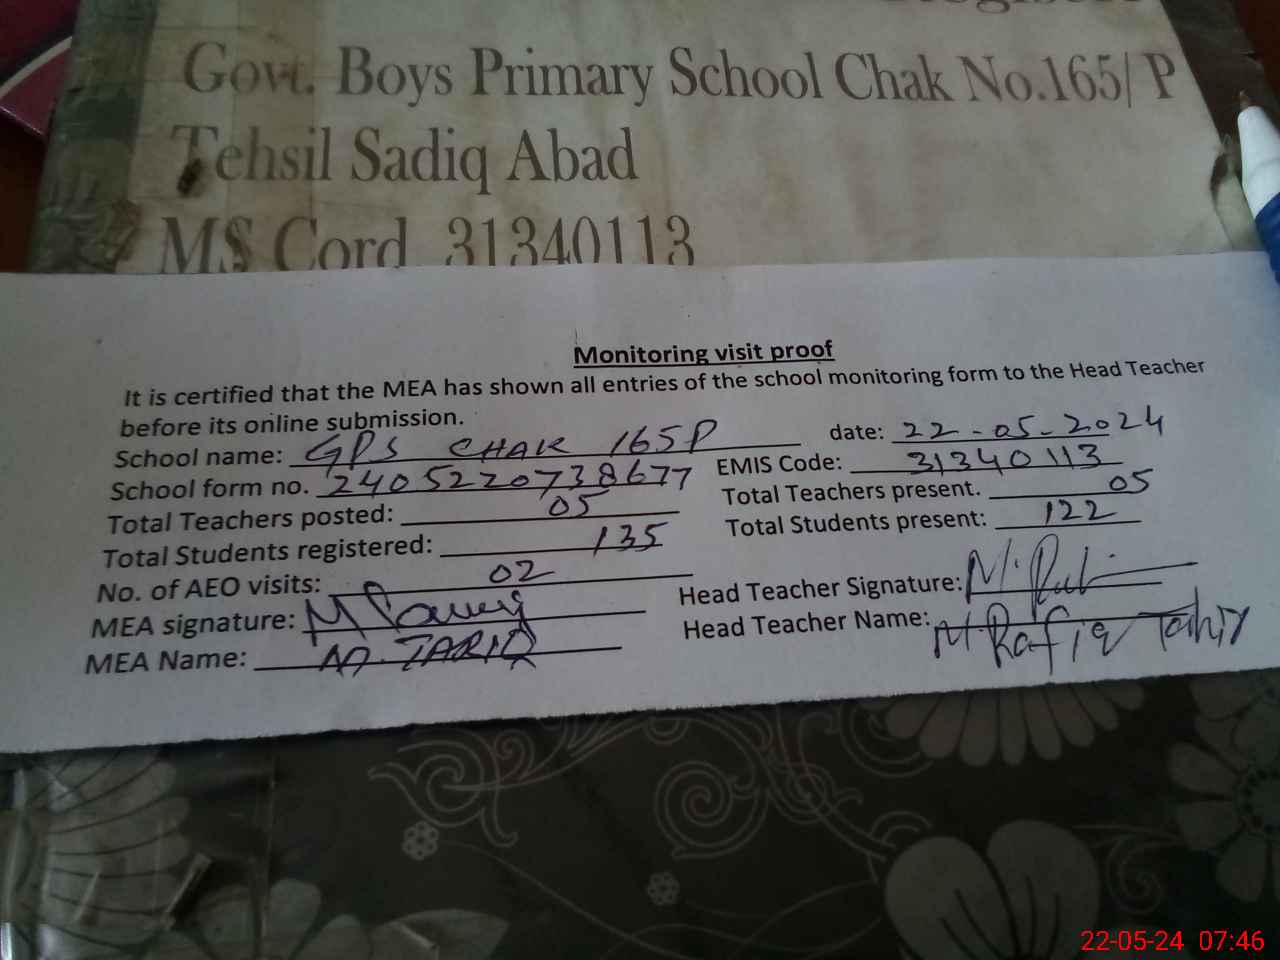 Govt. Boys Primary School Chak No.165/ P
Tehsil Sadiq Abad
MS Cord 31340113
Monitoring visit proof
It is certified that the MEA has shown all entries of the school monitoring form to the Head Teacher
before its online submission.
School name: GPS CHAK 165P date: 22-05-2024
School form no. 2405220738677 EMIS Code: 31340113
Total Teachers posted: 05 Total Teachers present. 05
Total Students registered: 135 Total Students present: 122
No. of AEO visits: 02
MEA signature: Head Teacher Signature:
MEA Name: M. TARIQ Head Teacher Name: M. Rafiq Tahir
22-05-24 07:46